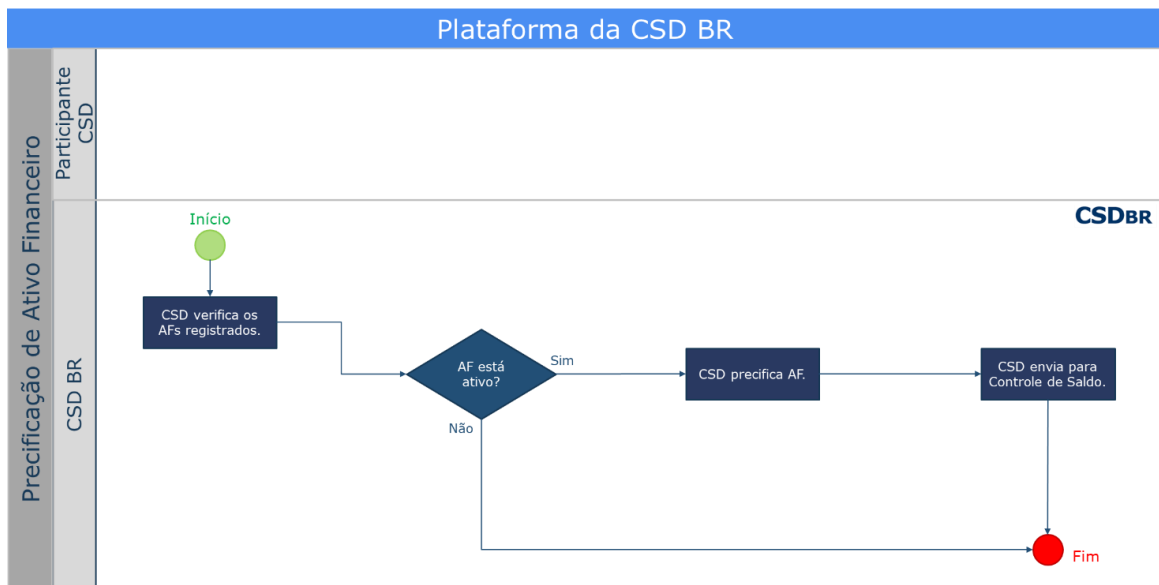 Plataforma da CSD BR
Precificação de Ativo Financeiro
Participante
CSD
CSD BR
CSDBR
Início
CSD verifica os
AFs registrados.
AF está
ativo?
Sim
Não
CSD precifica AF.
CSD envia para
Controle de Saldo.
Fim